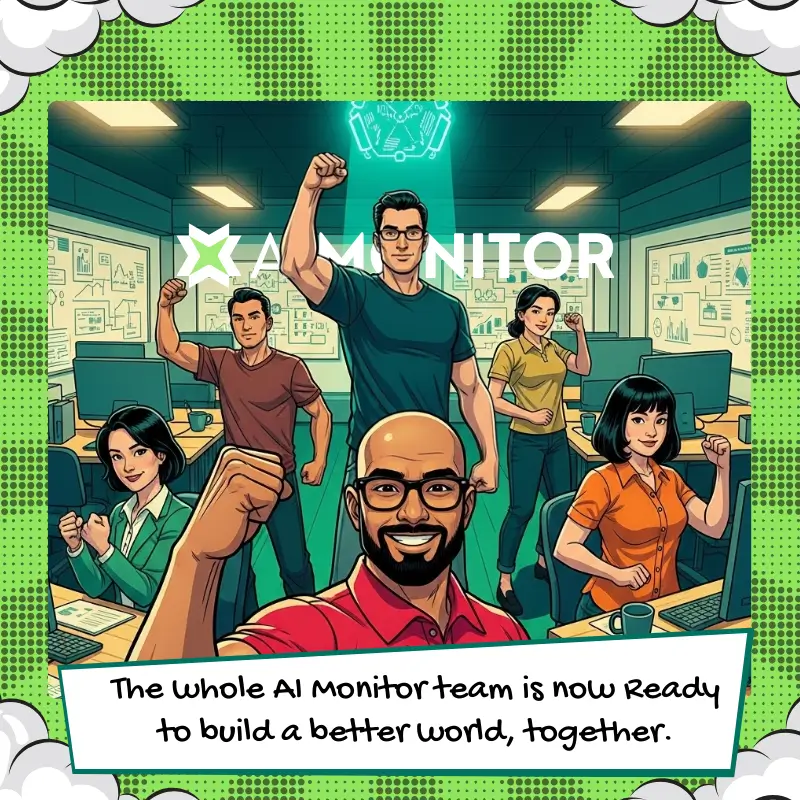 AI MONITOR
The whole AI Monitor team is now Ready
to build a better world, together.